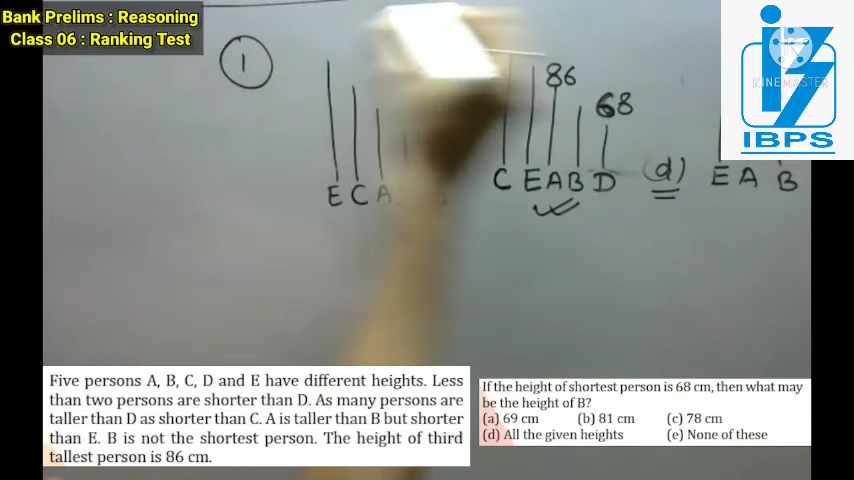 Bank Prelims : Reasoning
Class 06 : Ranking Test
1
86
68
E C A
C E A B D
(d)
E A B
KINEMASTER
IBPS
Five persons A, B, C, D and E have different heights. Less
than two persons are shorter than D. As many persons are
taller than D as shorter than C. A is taller than B but shorter
than E. B is not the shortest person. The height of third
tallest person is 86 cm.
If the height of shortest person is 68 cm, then what may
be the height of B?
(a) 69 cm (b) 81 cm (c) 78 cm
(d) All the given heights (e) None of these